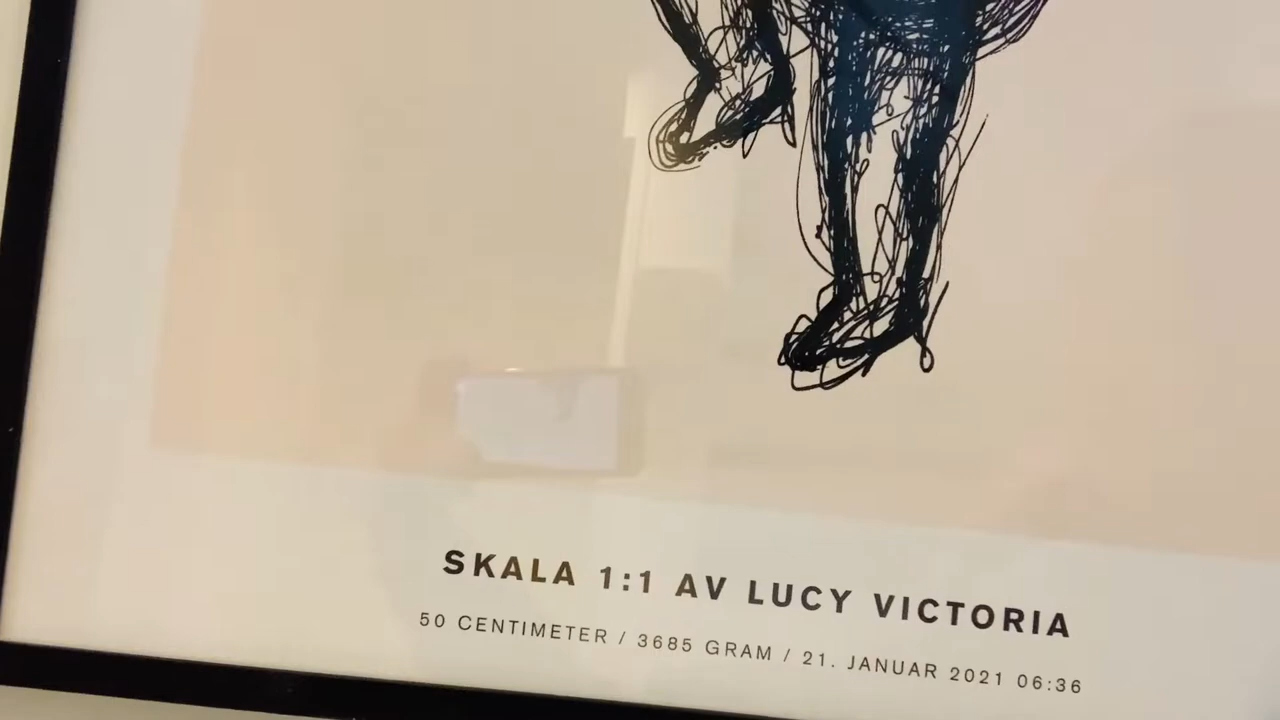 SKALA 1:1 AV LUCY VICTORIA
50 CENTIMETER / 3685 GRAM / 21. JANUAR 2021 06:36